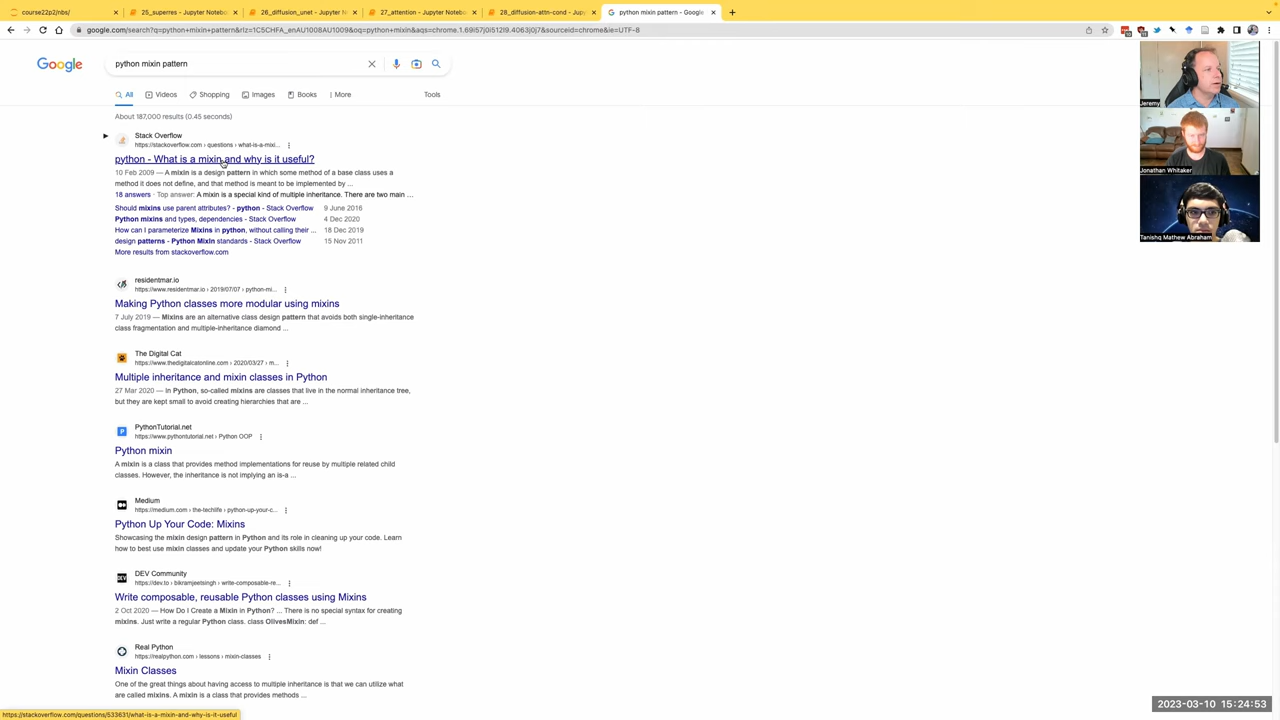 course22p2/nbs/
25_superres - Jupyter Notebo
26_diffusion_unet - Jupyter N
27_attention - Jupyter Notebo
28_diffusion-attn-cond - Jupy
python mixin pattern - Google
google.com/search?q=python+mixin+pattern&rlz=1C5CHFA_enAU1008AU1009&oq=python+mixin&aqs=chrome.1.69i57j0i512l9.4063j0j7&sourceid=chrome&ie=UTF-8
Google
python mixin pattern
All
Videos
Shopping
Images
Books
More
Tools
About 187,000 results (0.45 seconds)
Stack Overflow
https://stackoverflow.com › questions › what-is-a-mixi...
python - What is a mixin and why is it useful?
10 Feb 2009 — A mixin is a design pattern in which some method of a base class uses a
method it does not define, and that method is meant to be implemented by ...
18 answers · Top answer: A mixin is a special kind of multiple inheritance. There are two main ...
Should mixins use parent attributes? - python - Stack Overflow 9 June 2016
Python mixins and types, dependencies - Stack Overflow 4 Dec 2020
How can I parameterize Mixins in python, without calling their ... 18 Dec 2019
design patterns - Python MixIn standards - Stack Overflow 15 Nov 2011
More results from stackoverflow.com
residentmar.io
https://www.residentmar.io › 2019/07/07 › python-mi...
Making Python classes more modular using mixins
7 July 2019 — Mixins are an alternative class design pattern that avoids both single-inheritance
class fragmentation and multiple-inheritance diamond ...
The Digital Cat
https://www.thedigitalcatonline.com › 2020/03/27 › m...
Multiple inheritance and mixin classes in Python
27 Mar 2020 — In Python, so-called mixins are classes that live in the normal inheritance tree,
but they are kept small to avoid creating hierarchies that are ...
PythonTutorial.net
https://www.pythontutorial.net › Python OOP
Python mixin
A mixin is a class that provides method implementations for reuse by multiple related child
classes. However, the inheritance is not implying an is-a ...
Medium
https://medium.com › the-techlife › python-up-your-c...
Python Up Your Code: Mixins
Showcasing the mixin design pattern in Python and its role in cleaning up your code. Learn
how to best use mixin classes and update your Python skills now!
DEV Community
https://dev.to › bikramjeetsingh › write-composable-re...
Write composable, reusable Python classes using Mixins
2 Oct 2020 — How Do I Create a Mixin in Python? ... There is no special syntax for creating
mixins. Just write a regular Python class. class OlivesMixin: def ...
Real Python
https://realpython.com › lessons › mixin-classes
Mixin Classes
One of the great things about having access to multiple inheritance is that we can utilize what
are called mixins. A mixin is a class that provides methods ...
https://stackoverflow.com/questions/533631/what-is-a-mixin-and-why-is-it-useful
Jeremy
Jonathan Whitaker
Tanishq Mathew Abraham
2023-03-10 15:24:53